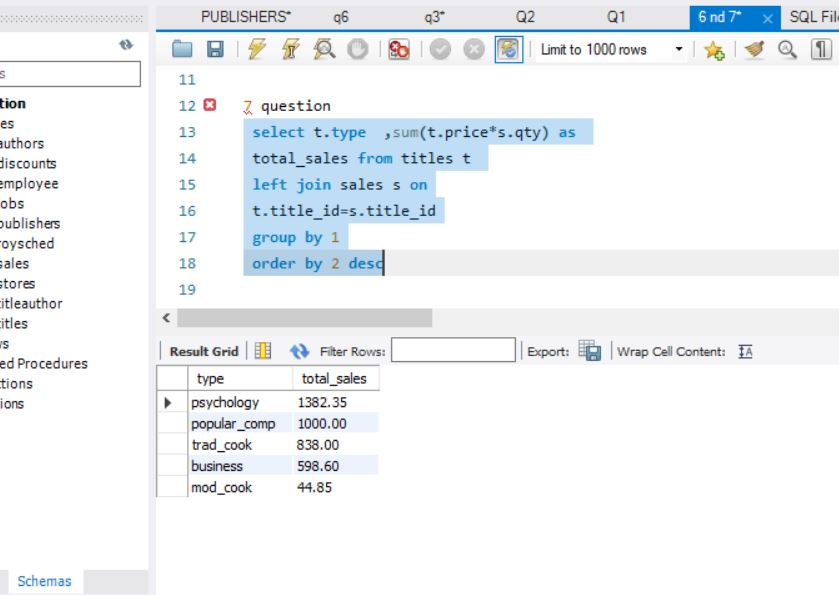 PUBLISHERS* q6 q3* Q2 Q1 6 nd 7* × SQL
Limit to 1000 rows
s
tion
es
authors
discounts
employee
obs
publishers
roysched
sales
stores
titleauthor
titles
vs
ed Procedures
ctions
ions
Schemas
11
12 7 question
13 select t.type ,sum(t.price*s.qty) as
14 total_sales from titles t
15 left join sales s on
16 t.title_id=s.title_id
17 group by 1
18 order by 2 desc
19
Result Grid Filter Rows: Export: Wrap Cell Content:
type total_sales
psychology 1382.35
popular_comp 1000.00
trad_cook 838.00
business 598.60
mod_cook 44.85